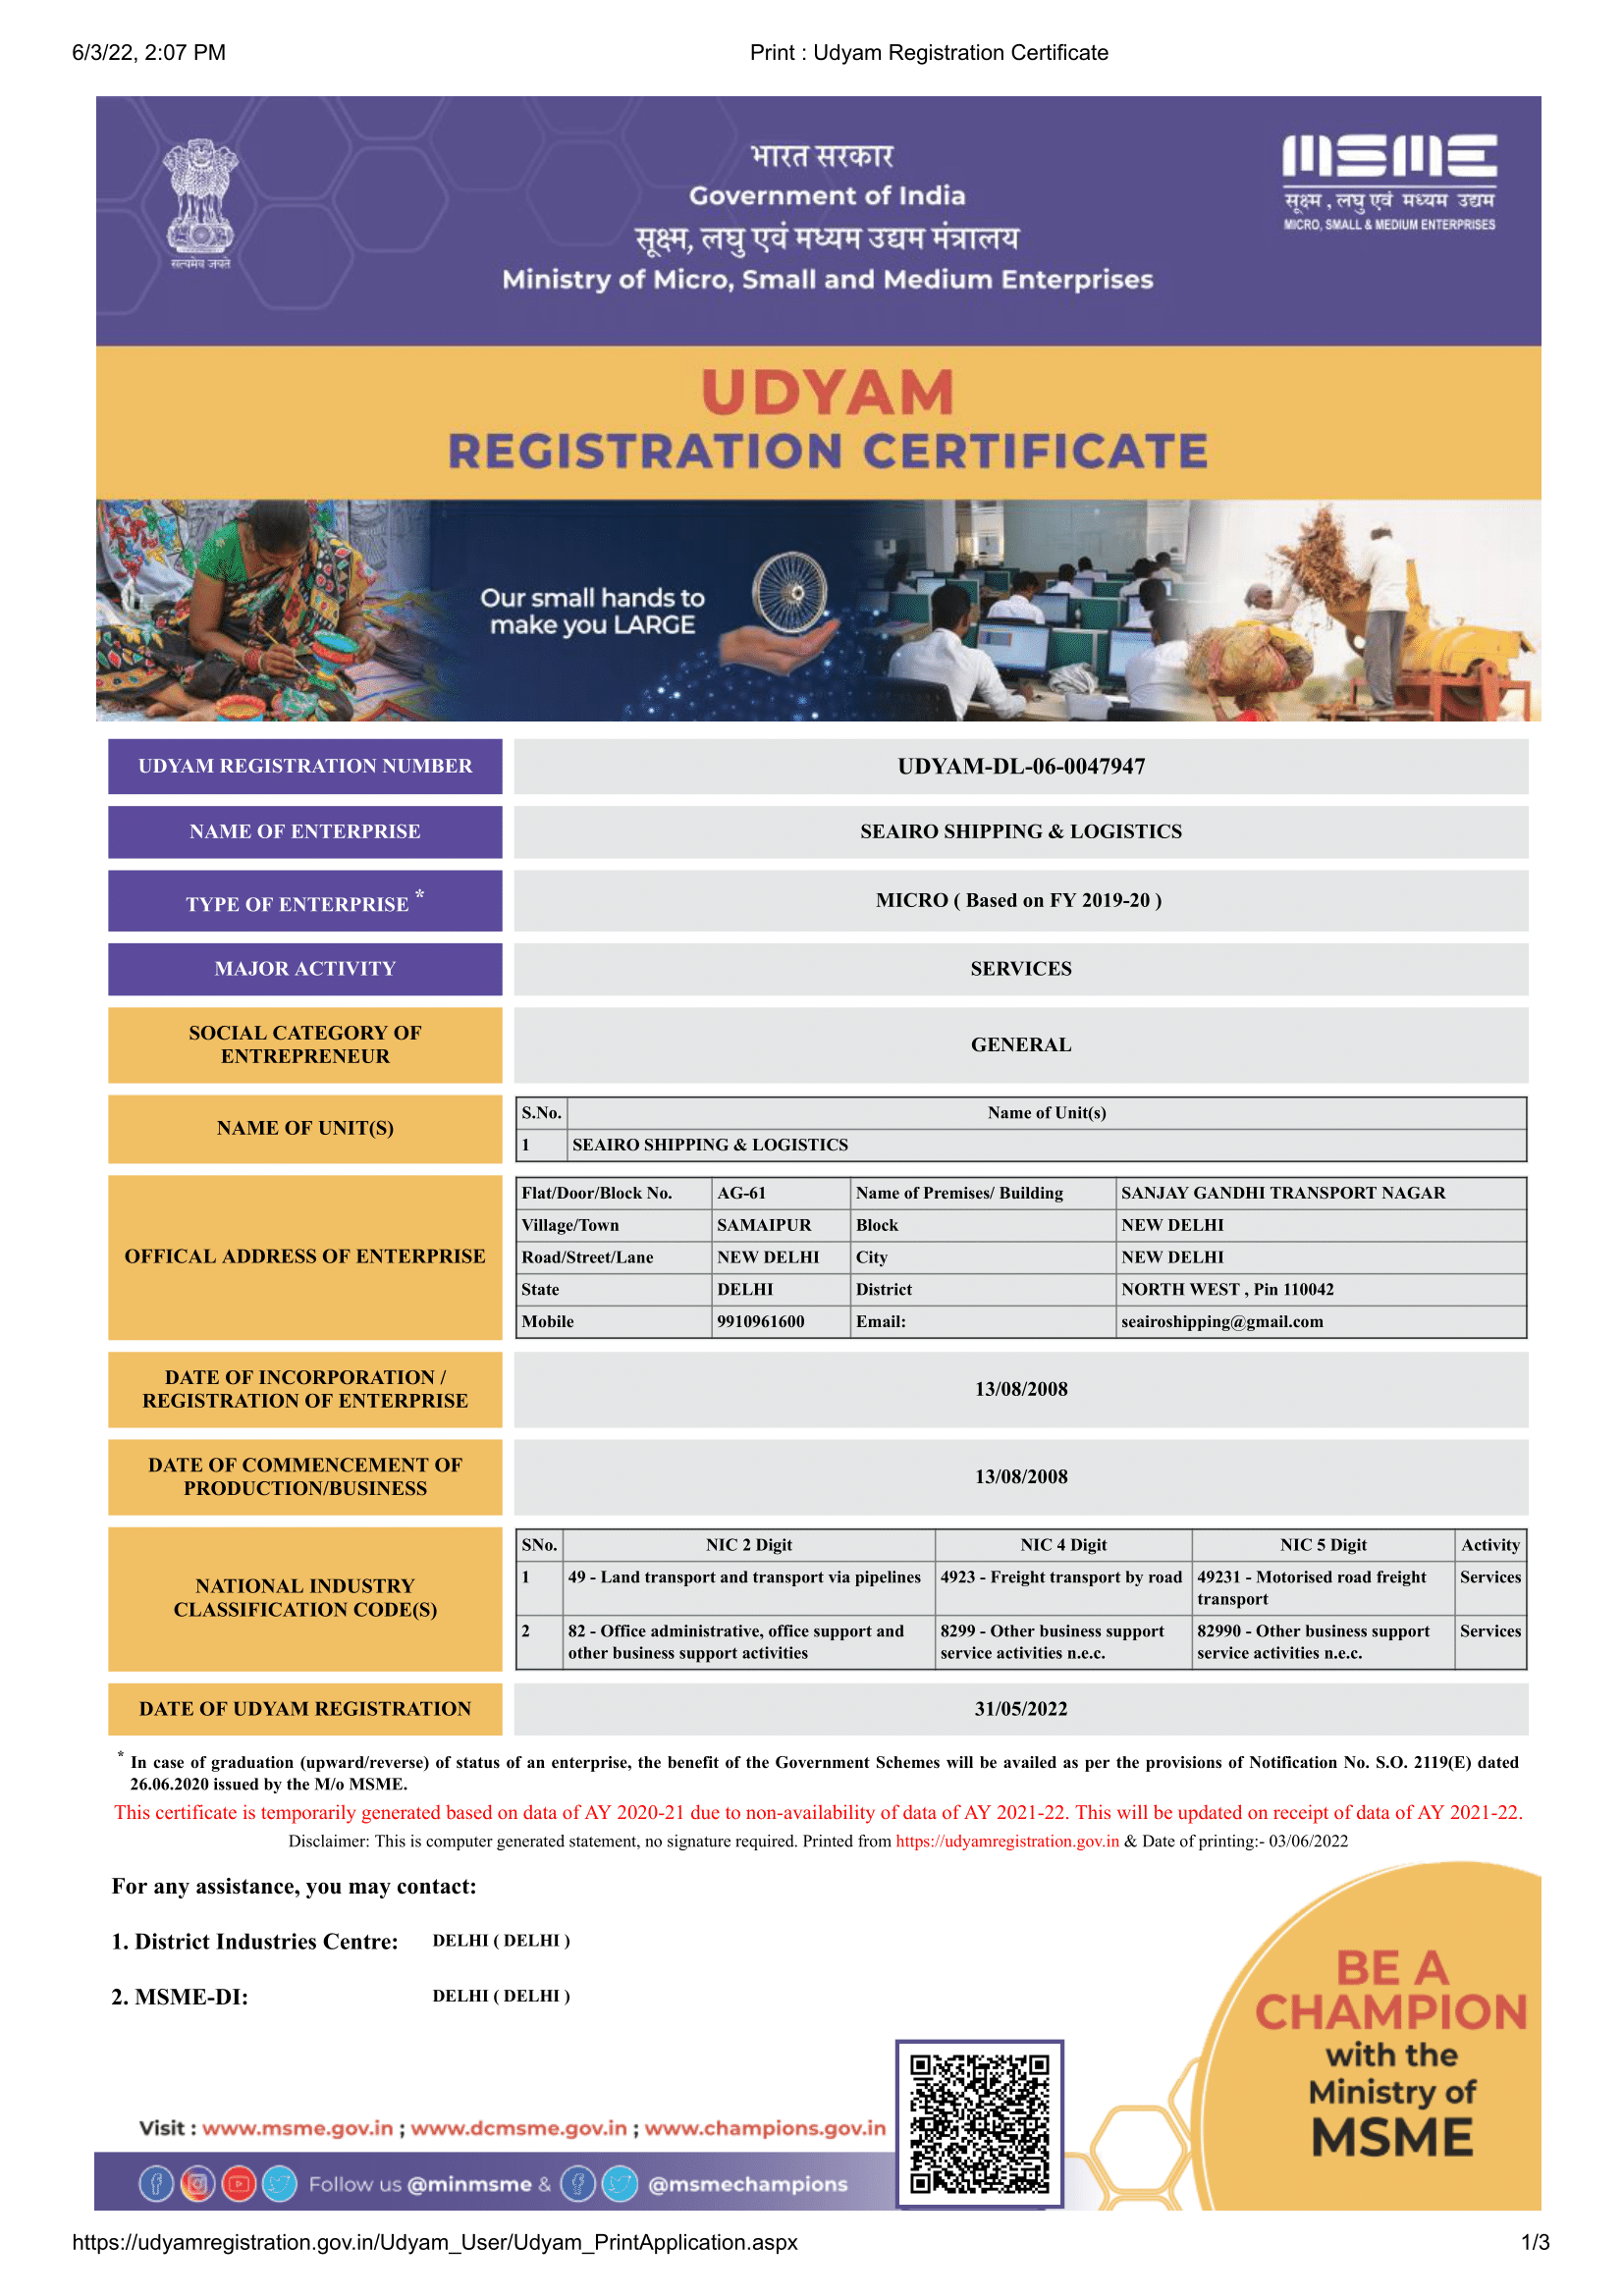 6/3/22, 2:07 PM
Print : Udyam Registration Certificate
भारत सरकार
Government of India
सूक्ष्म, लघु एवं मध्यम उद्यम मंत्रालय
Ministry of Micro, Small and Medium Enterprises
सत्यमेव जयते
MSME
सूक्ष्म , लघु एवं मध्यम उद्यम
MICRO, SMALL & MEDIUM ENTERPRISES
UDYAM
REGISTRATION CERTIFICATE
Our small hands to
make you LARGE
UDYAM REGISTRATION NUMBER
UDYAM-DL-06-0047947
NAME OF ENTERPRISE
SEAIRO SHIPPING & LOGISTICS
TYPE OF ENTERPRISE *
MICRO ( Based on FY 2019-20 )
MAJOR ACTIVITY
SERVICES
SOCIAL CATEGORY OF
ENTREPRENEUR
GENERAL
NAME OF UNIT(S)
S.No. Name of Unit(s)
1 SEAIRO SHIPPING & LOGISTICS
OFFICAL ADDRESS OF ENTERPRISE
Flat/Door/Block No. AG-61 Name of Premises/ Building SANJAY GANDHI TRANSPORT NAGAR
Village/Town SAMAIPUR Block NEW DELHI
Road/Street/Lane NEW DELHI City NEW DELHI
State DELHI District NORTH WEST , Pin 110042
Mobile 9910961600 Email: seairoshipping@gmail.com
DATE OF INCORPORATION /
REGISTRATION OF ENTERPRISE
13/08/2008
DATE OF COMMENCEMENT OF
PRODUCTION/BUSINESS
13/08/2008
NATIONAL INDUSTRY
CLASSIFICATION CODE(S)
SNo. NIC 2 Digit NIC 4 Digit NIC 5 Digit Activity
1 49 - Land transport and transport via pipelines 4923 - Freight transport by road 49231 - Motorised road freight Services
transport
2 82 - Office administrative, office support and 8299 - Other business support 82990 - Other business support Services
other business support activities service activities n.e.c. service activities n.e.c.
DATE OF UDYAM REGISTRATION
31/05/2022
* In case of graduation (upward/reverse) of status of an enterprise, the benefit of the Government Schemes will be availed as per the provisions of Notification No. S.O. 2119(E) dated
26.06.2020 issued by the M/o MSME.
This certificate is temporarily generated based on data of AY 2020-21 due to non-availability of data of AY 2021-22. This will be updated on receipt of data of AY 2021-22.
Disclaimer: This is computer generated statement, no signature required. Printed from https://udyamregistration.gov.in & Date of printing:- 03/06/2022
For any assistance, you may contact:
1. District Industries Centre: DELHI ( DELHI )
2. MSME-DI: DELHI ( DELHI )
BE A
CHAMPION
with the
Ministry of
MSME
Visit : www.msme.gov.in ; www.dcmsme.gov.in ; www.champions.gov.in
Follow us @minmsme & @msmechampions
https://udyamregistration.gov.in/Udyam_User/Udyam_PrintApplication.aspx
1/3